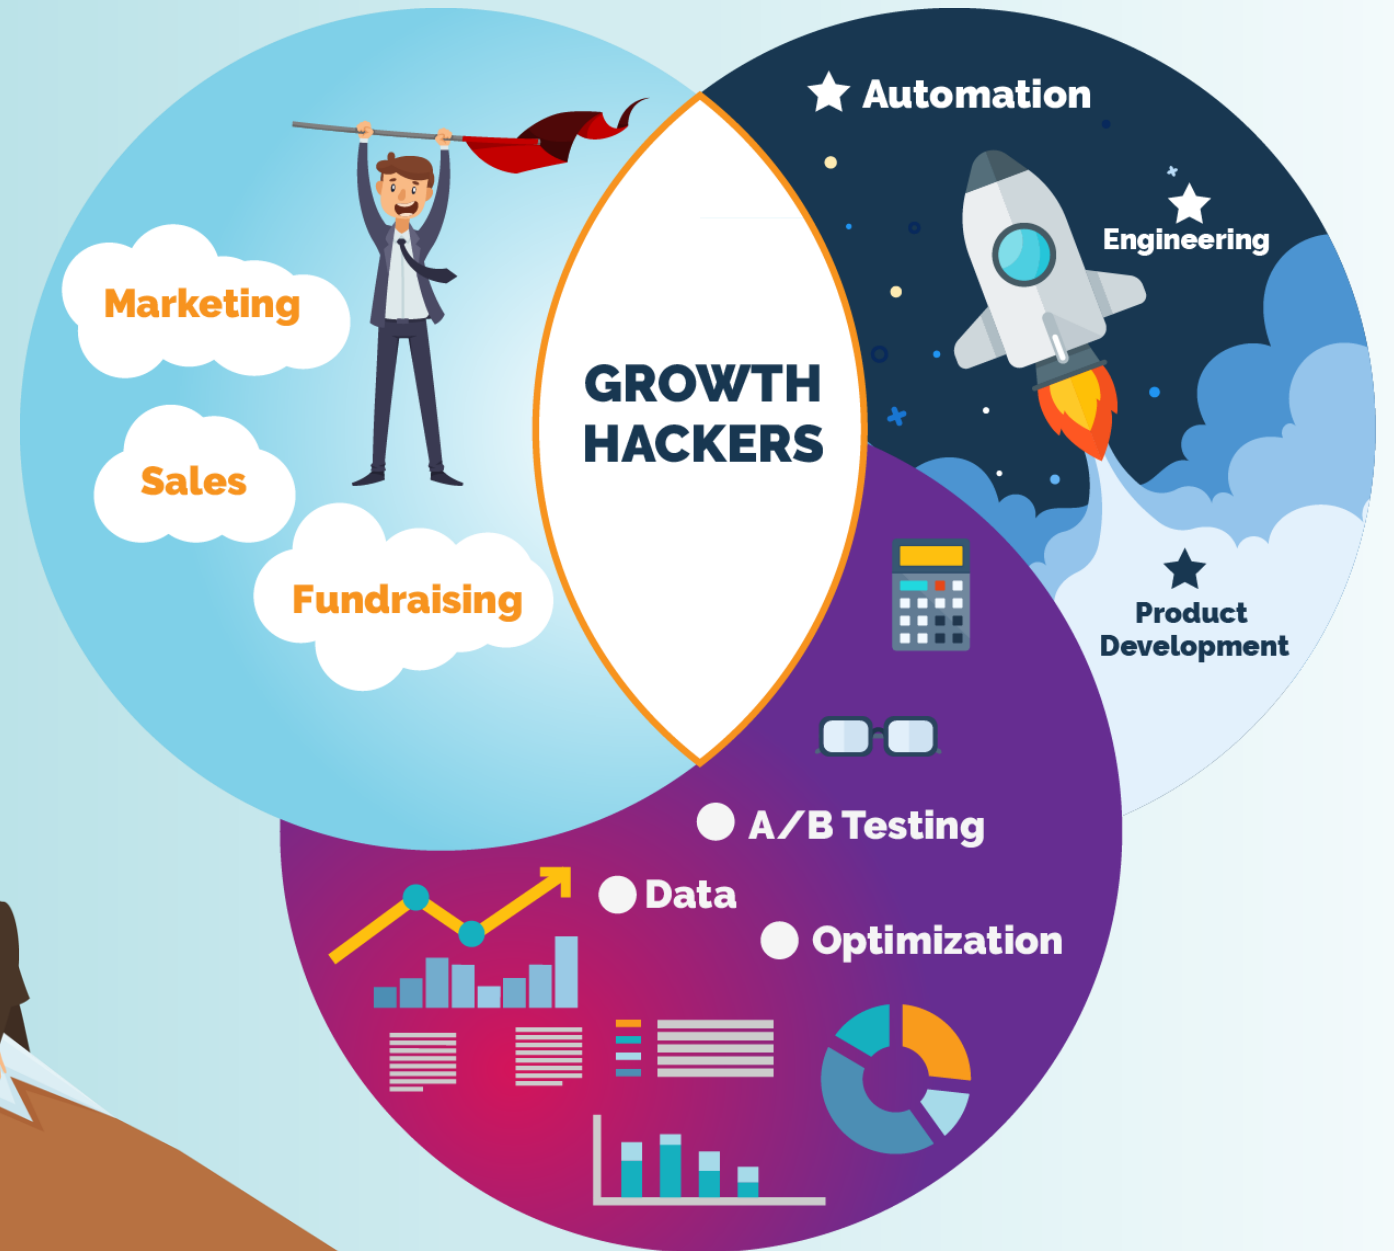 Automation
Engineering
Marketing
GROWTH
HACKERS
Sales
Fundraising
Product
Development
A/B Testing
Data
Optimization